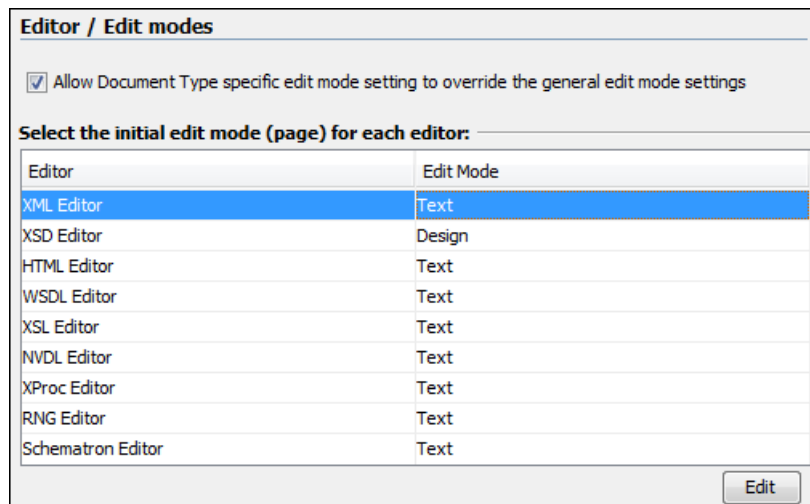 Editor / Edit modes
Allow Document Type specific edit mode setting to override the general edit mode settings
Select the initial edit mode (page) for each editor:
Editor Edit Mode
XML Editor Text
XSD Editor Design
HTML Editor Text
WSDL Editor Text
XSL Editor Text
NVDL Editor Text
XProc Editor Text
RNG Editor Text
Schematron Editor Text
Edit